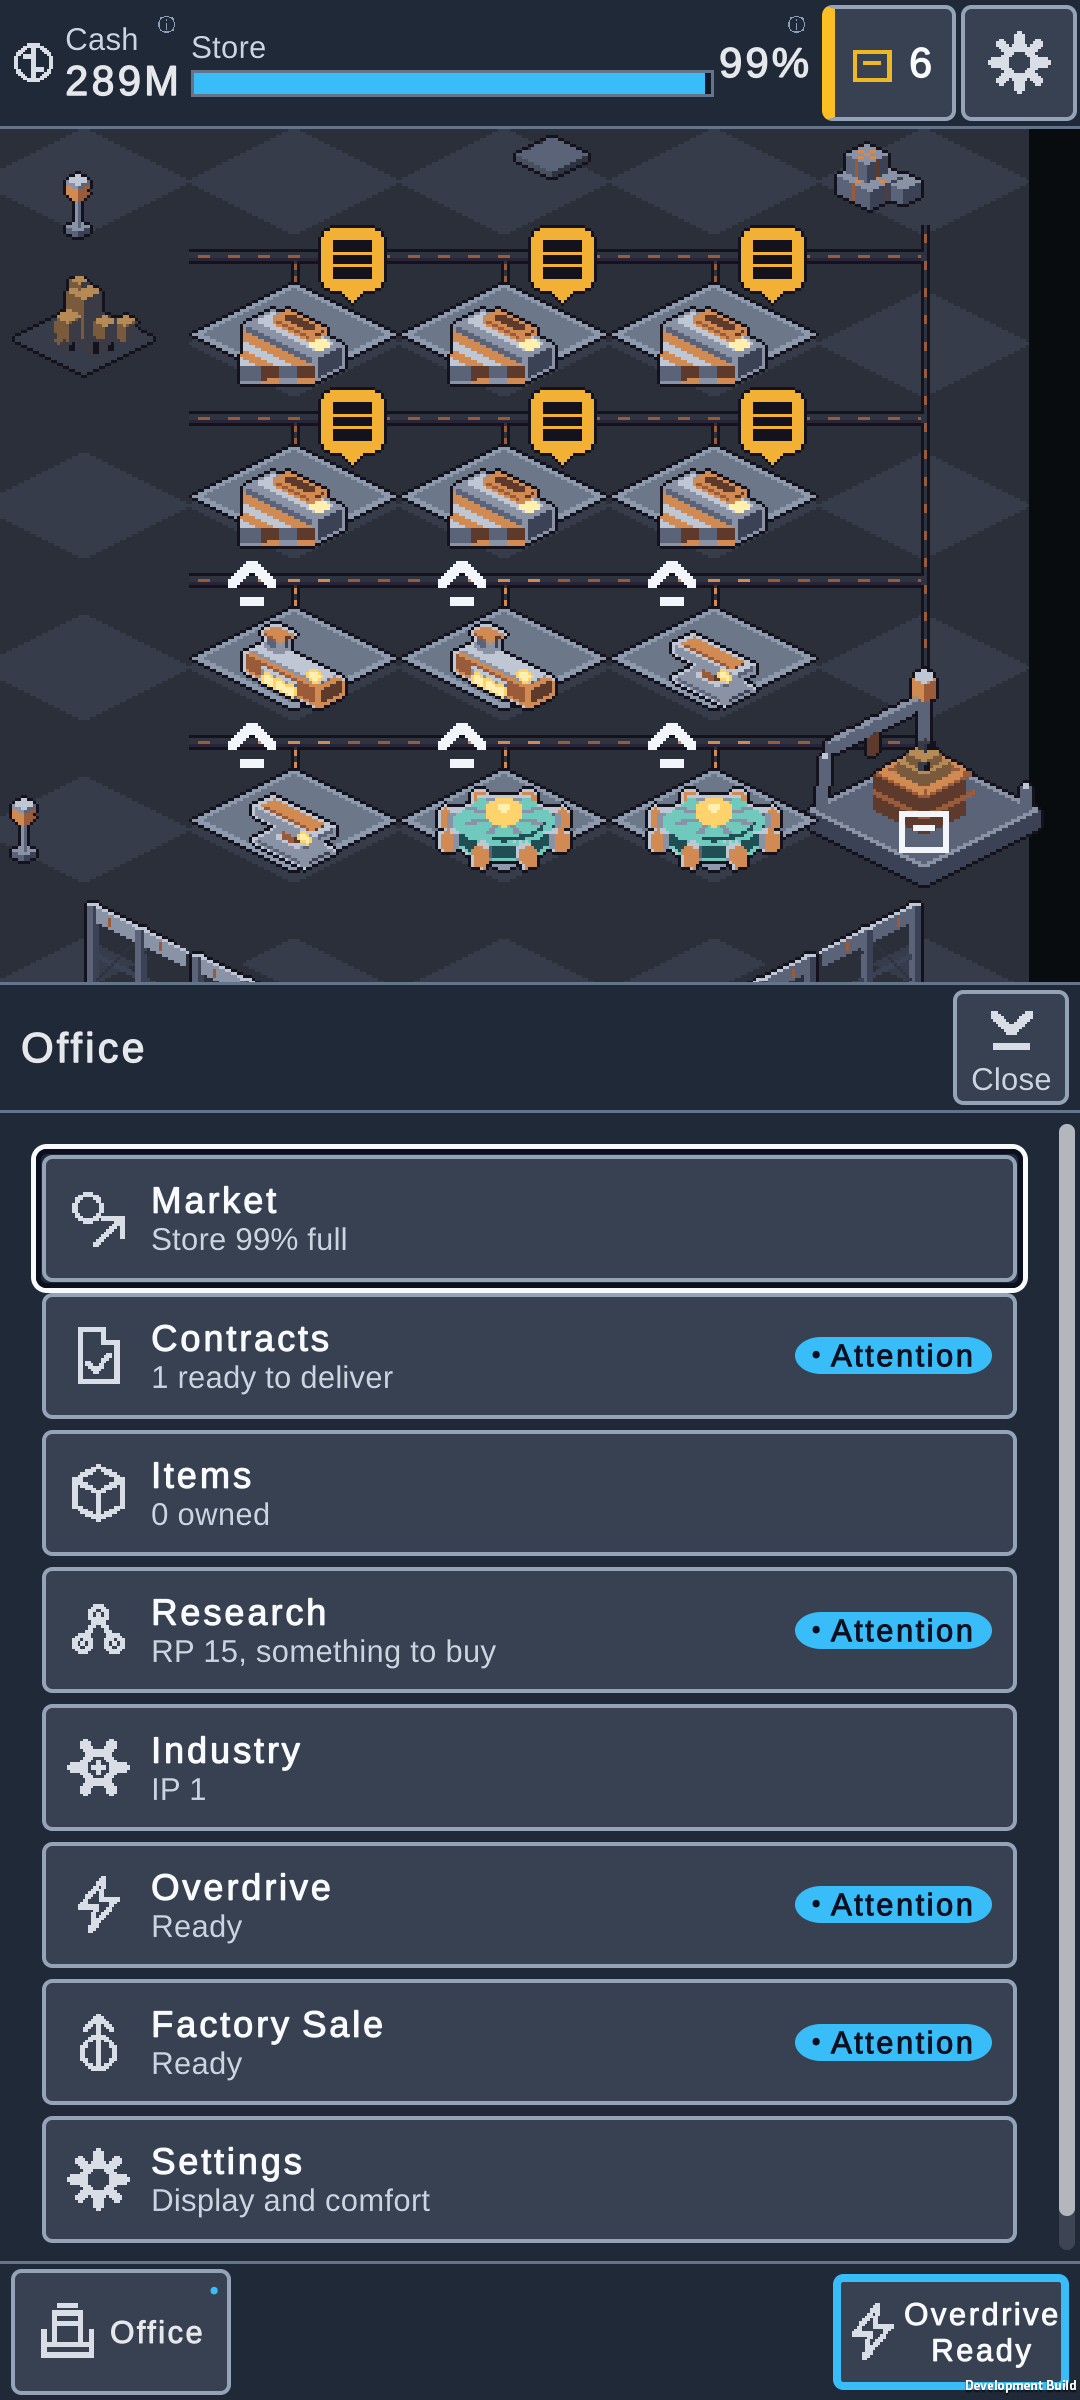 Cash
289M
Store
99%
6
Office
Close
Market
Store 99% full
Contracts
1 ready to deliver
• Attention
Items
0 owned
Research
RP 15, something to buy
• Attention
Industry
IP 1
Overdrive
Ready
• Attention
Factory Sale
Ready
• Attention
Settings
Display and comfort
Office
Overdrive
Ready
Development Build